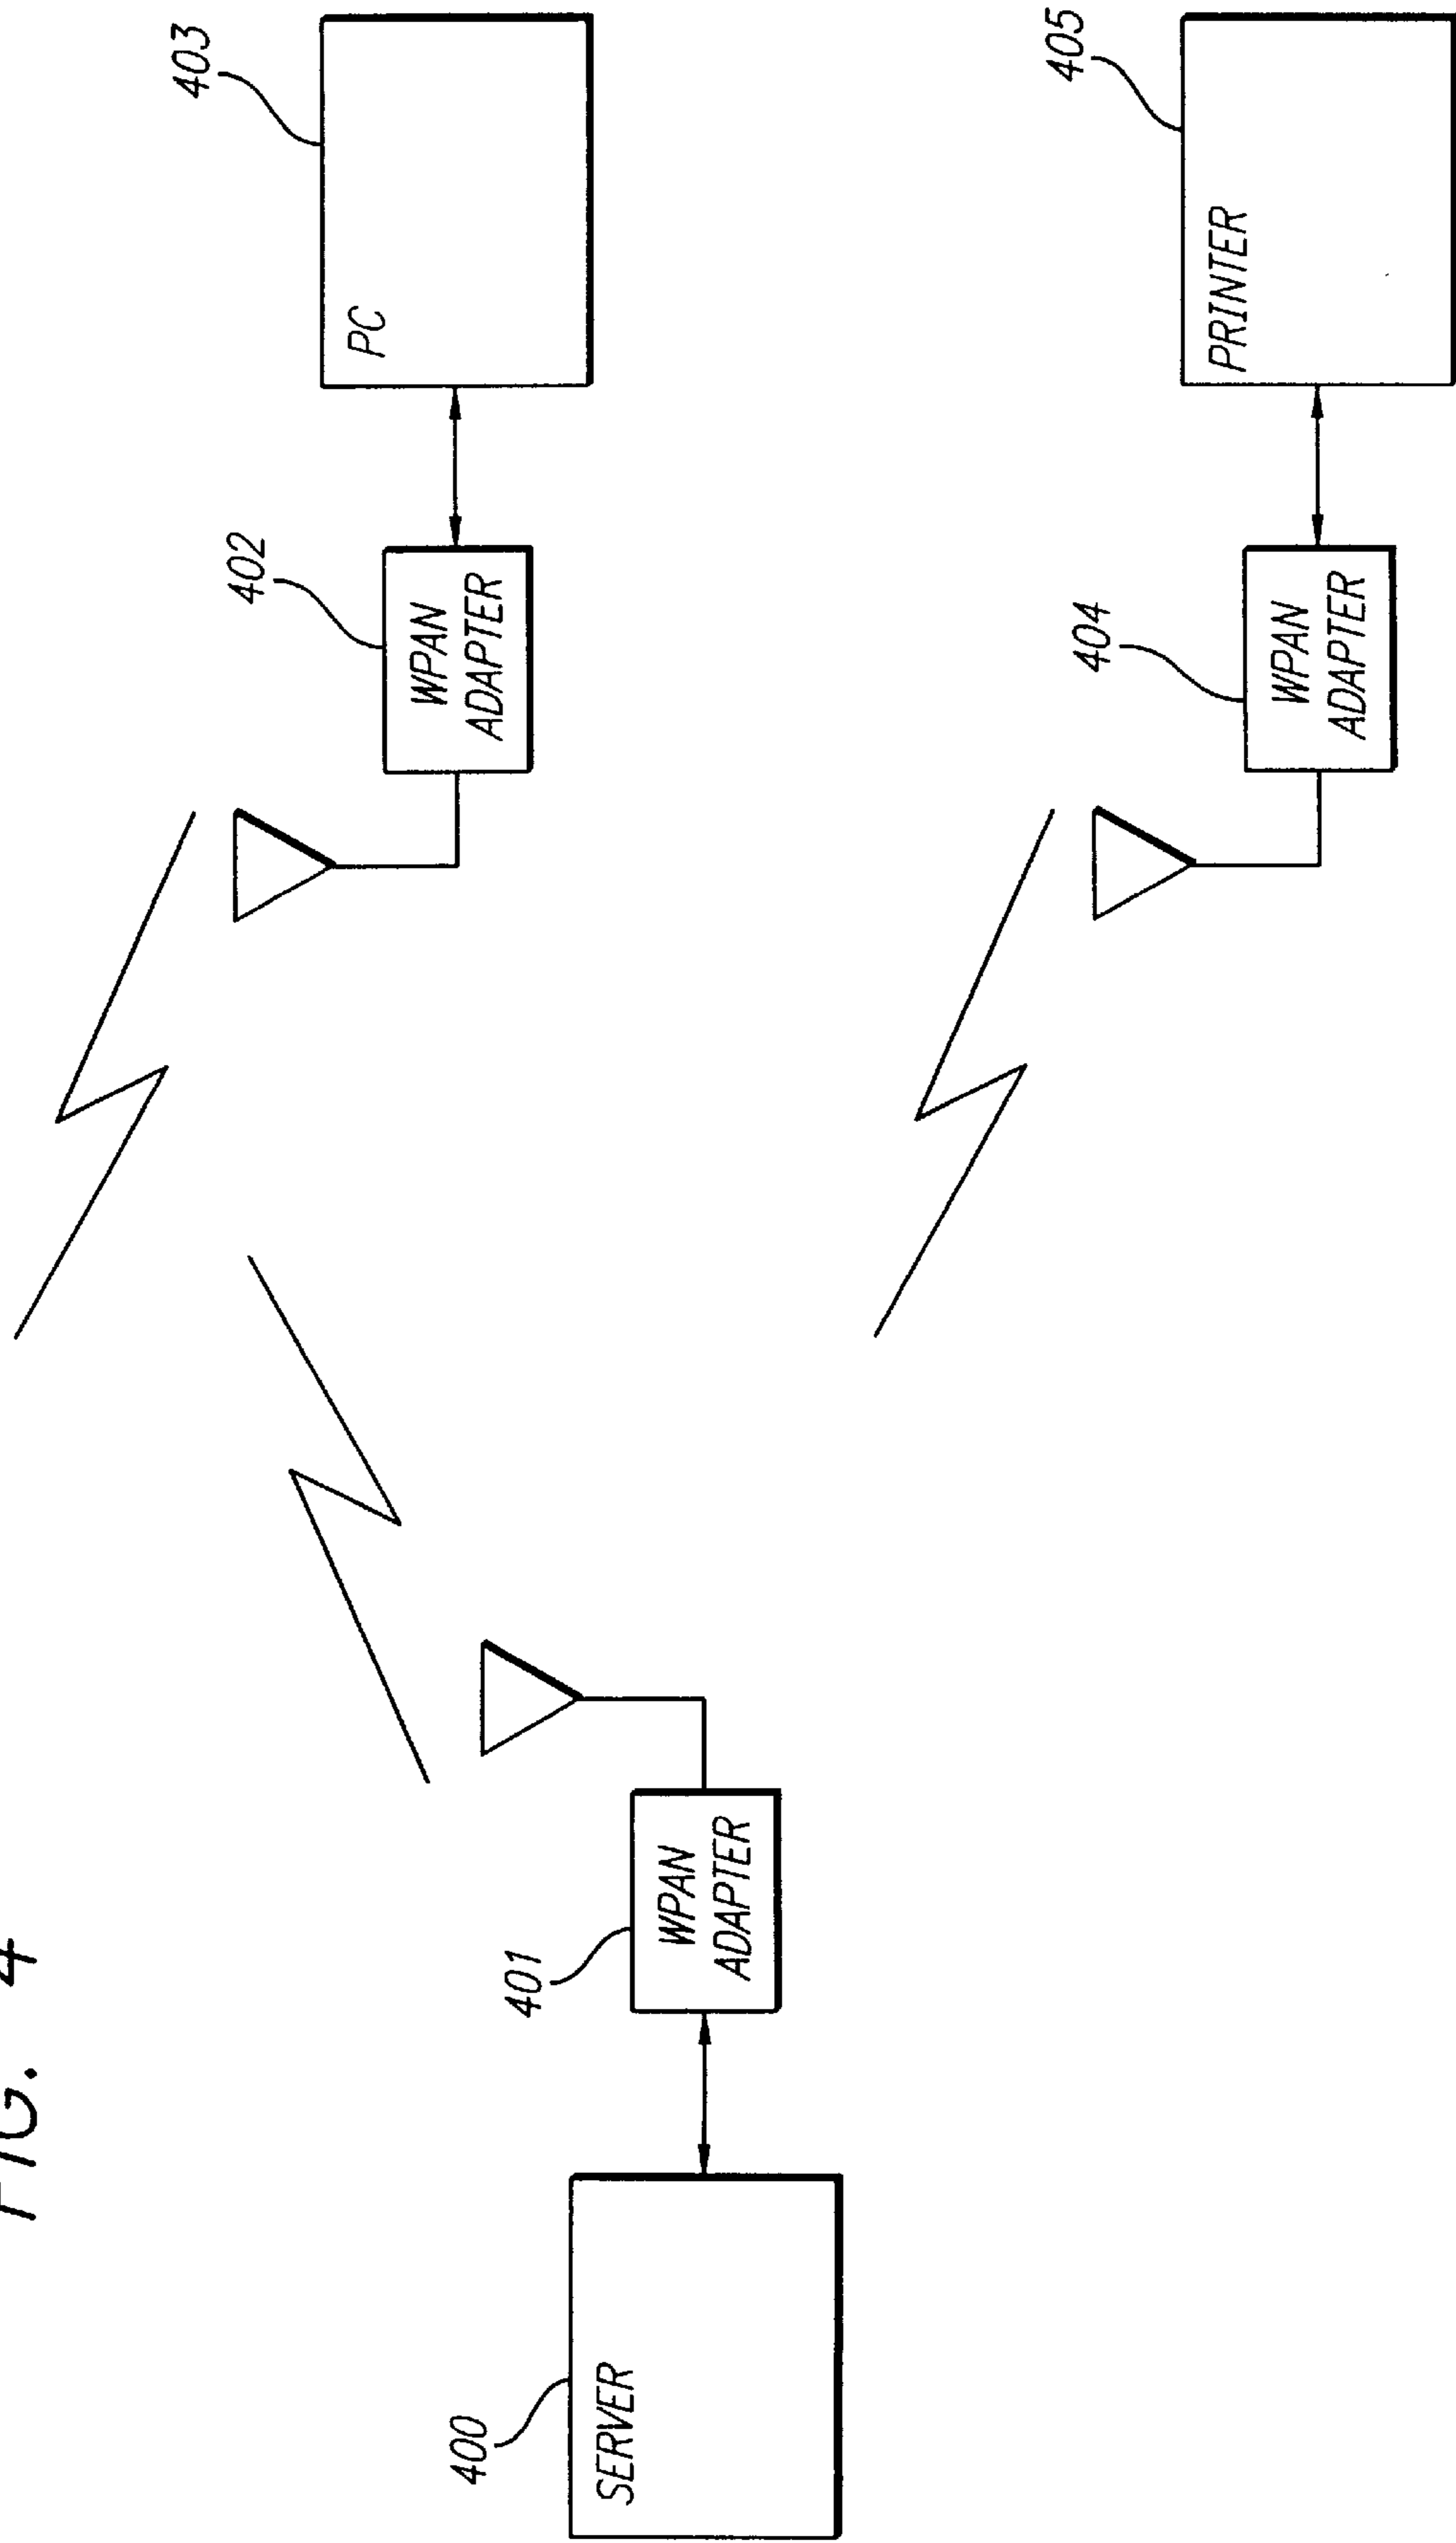 FIG. 4
403
PC
402
WPAN
ADAPTER
400
SERVER
401
WPAN
ADAPTER
405
PRINTER
404
WPAN
ADAPTER